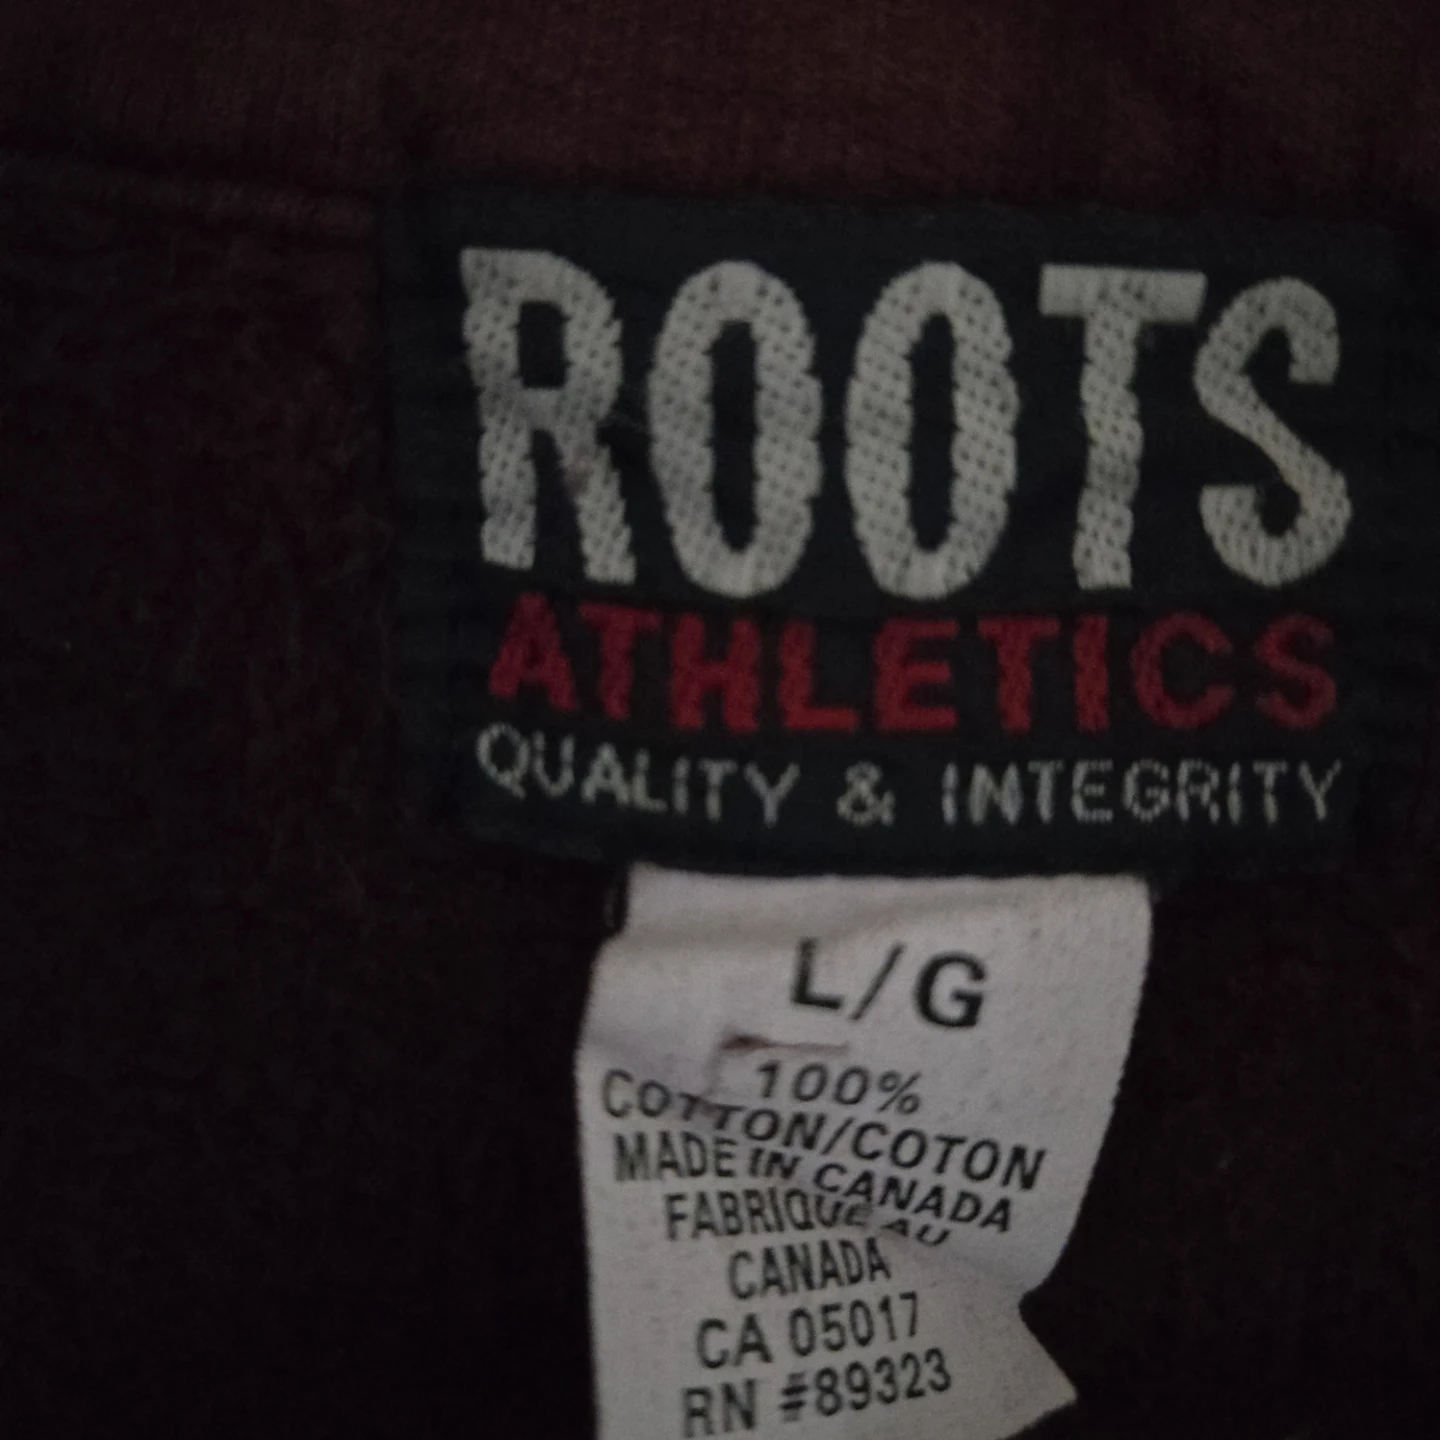 ROOTS
ATHLETICS
QUALITY & INTEGRITY
L/G
100%
COTTON/COTON
MADE IN CANADA
FABRIQUE AU
CANADA
CA 05017
RN #89323